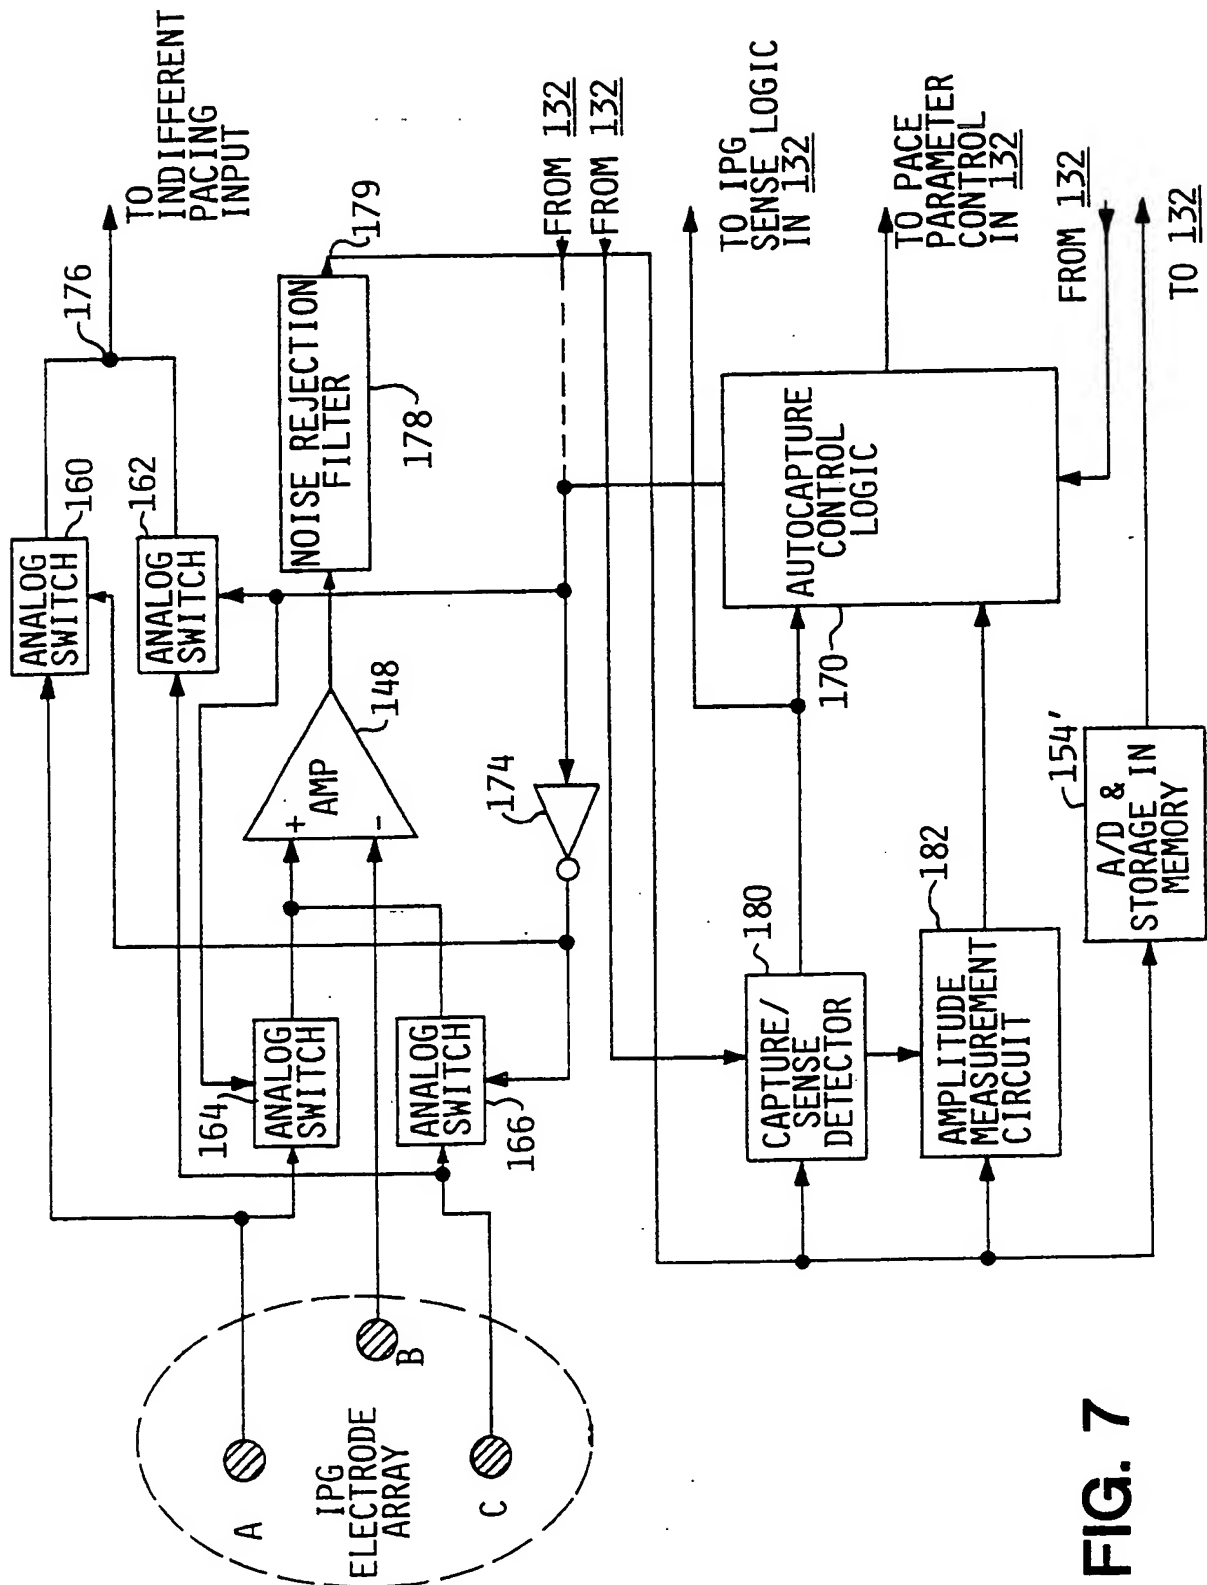 TO
INDIFFERENT
PACING
INPUT
176
ANALOG
SWITCH
160
ANALOG
SWITCH
162
NOISE REJECTION
FILTER
178
179
FROM 132
FROM 132
164
ANALOG
SWITCH
ANALOG
SWITCH
166
+
-
AMP
148
174
A
B
C
IPG
ELECTRODE
ARRAY
TO IPG
SENSE LOGIC
IN 132
TO PACE
PARAMETER
CONTROL
IN 132
FROM 132
TO 132
AUTOCAPTURE
CONTROL
LOGIC
170
CAPTURE/
SENSE
DETECTOR
180
AMPLITUDE
MEASUREMENT
CIRCUIT
182
A/D &
STORAGE IN
MEMORY
154'
FIG. 7